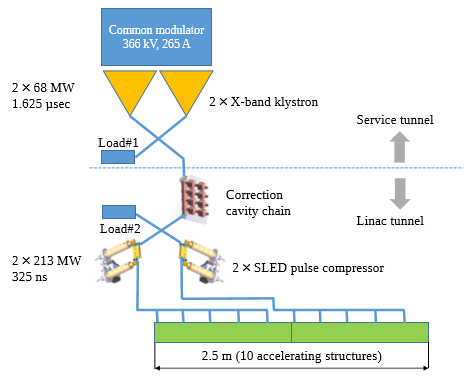 Common modulator
366 kV, 265 A
2 × 68 MW
1.625 μsec
2 × X-band klystron
Service tunnel
Load#1
Correction
cavity chain
Linac tunnel
Load#2
2 × 213 MW
325 ns
2 × SLED pulse compressor
2.5 m (10 accelerating structures)